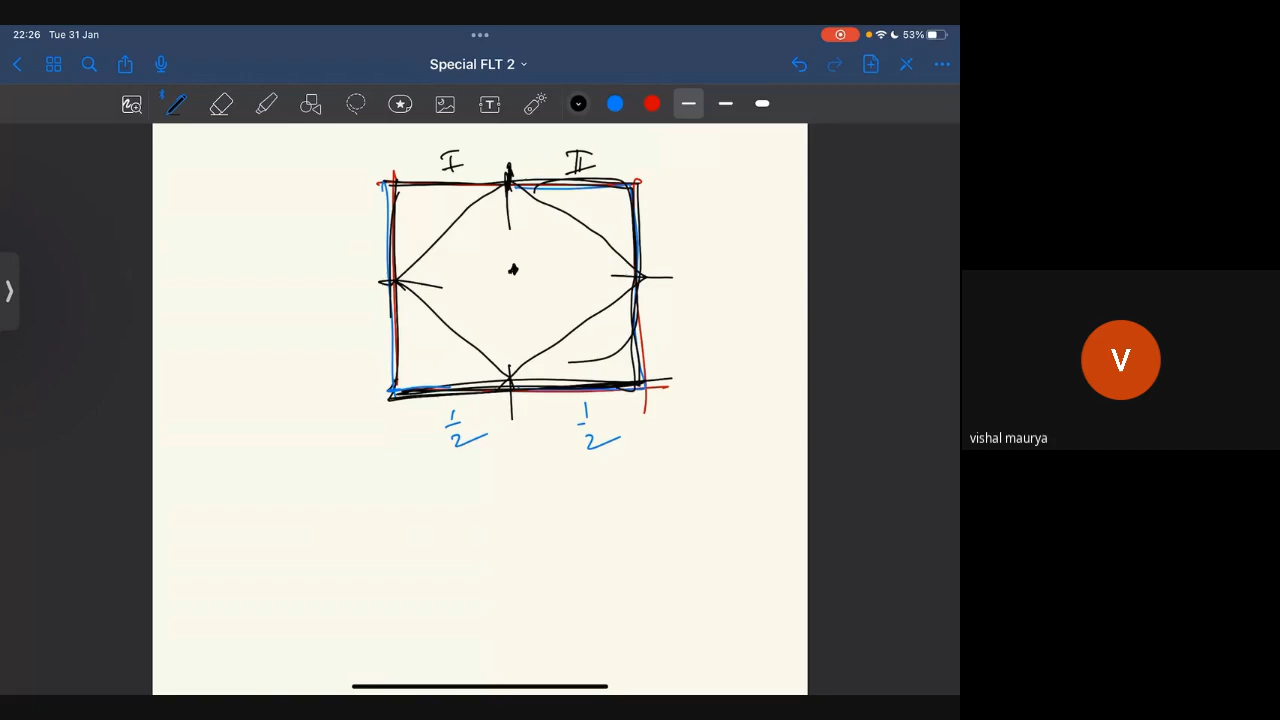 22:26 Tue 31 Jan
53%
Special FLT 2
T
I II
V
vishal maurya
1/2 1/2